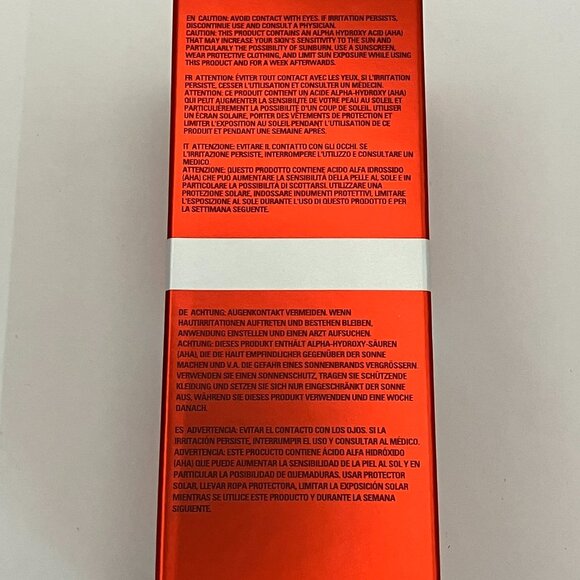 EN CAUTION: AVOID CONTACT WITH EYES. IF IRRITATION PERSISTS,
DISCONTINUE USE AND CONSULT A PHYSICIAN.
CAUTION: THIS PRODUCT CONTAINS AN ALPHA HYDROXY ACID (AHA)
THAT MAY INCREASE YOUR SKIN'S SENSITIVITY TO THE SUN AND
PARTICULARLY THE POSSIBILITY OF SUNBURN. USE A SUNSCREEN,
WEAR PROTECTIVE CLOTHING, AND LIMIT SUN EXPOSURE WHILE USING
THIS PRODUCT AND FOR A WEEK AFTERWARDS.
FR ATTENTION: ÉVITER TOUT CONTACT AVEC LES YEUX, SI L'IRRITATION
PERSISTE, CESSER L'UTILISATION ET CONSULTER UN MÉDECIN.
ATTENTION: CE PRODUIT CONTIENT UN ACIDE ALPHA-HYDROXY (AHA)
QUI PEUT AUGMENTER LA SENSIBILITÉ DE VOTRE PEAU AU SOLEIL ET
PARTICULIÈREMENT LA POSSIBILITÉ D'UN COUP DE SOLEIL. UTILISER
UN ÉCRAN SOLAIRE, PORTER DES VÊTEMENTS DE PROTECTION ET
LIMITER L'EXPOSITION AU SOLEIL PENDANT L'UTILISATION DE CE
PRODUIT ET PENDANT UNE SEMAINE APRÈS.
IT ATTENZIONE: EVITARE IL CONTATTO CON GLI OCCHI. SE
L'IRRITAZIONE PERSISTE, INTERROMPERE L'UTILIZZO E CONSULTARE UN
MEDICO
ATTENZIONE: QUESTO PRODOTTO CONTIENE ACIDO ALFA IDROSSIDO
(AHA) CHE PUÒ AUMENTARE LA SENSIBILITÀ DELLA PELLE AL SOLE E IN
PARTICOLARE LA POSSIBILITÀ DI SCOTTARSI. UTILIZZARE UNA
PROTEZIONE SOLARE, INDOSSARE INDUMENTI PROTETTIVI, LIMITARE
L'ESPOSIZIONE AL SOLE DURANTE L'USO DI QUESTO PRODOTTO E PER
LA SETTIMANA SEGUENTE.
DE ACHTUNG: AUGENKONTAKT VERMEIDEN. WENN
HAUTIRRITATIONEN AUFTRETEN UND BESTEHEN BLEIBEN,
ANWENDUNG EINSTELLEN UND EINEN ARZT AUFSUCHEN.
ACHTUNG: DIESES PRODUKT ENTHÄLT ALPHA-HYDROXY-SÄUREN
(AHA), DIE DIE HAUT EMPFINDLICHER GEGENÜBER DER SONNE
MACHEN UND V.A. DIE GEFAHR EINES SONNENBRANDS VERGRÖSSERN.
VERWENDEN SIE EINEN SONNENSCHUTZ, TRAGEN SIE SCHÜTZENDE
KLEIDUNG UND SETZEN SIE SICH NUR EINGESCHRÄNKT DER SONNE
AUS, WÄHREND SIE DIESES PRODUKT VERWENDEN UND EINE WOCHE
DANACH.
ES ADVERTENCIA: EVITAR EL CONTACTO CON LOS OJOS. SI LA
IRRITACIÓN PERSISTE, INTERRUMPIR EL USO Y CONSULTAR AL MÉDICO.
ADVERTENCIA: ESTE PROCUCTO CONTIENE ÁCIDO ALFA HIDRÓXIDO
(AHA) QUE PUEDE AUMENTAR LA SENSIBILIDAD DE LA PIEL AL SOL Y EN
PARTICULAR LA POSIBILIDAD DE QUEMADURAS. USAR PROTECTOR
SOLAR, LLEVAR ROPA PROTECTORA, LIMITAR LA EXPOSICIÓN SOLAR
MIENTRAS SE UTILICE ESTE PRODUCTO Y DURANTE LA SEMANA
SIGUIENTE.